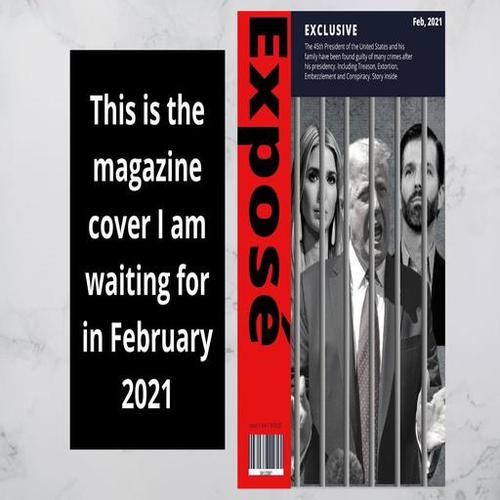 This is the
magazine
cover I am
waiting for
in February
2021
Exposé
Feb, 2021
EXCLUSIVE
The 45th President of the United States and his
family have been found guilty of many crimes after
his presidency. Including Treason, Extortion,
Embezzlement and Conspiracy. Story Inside